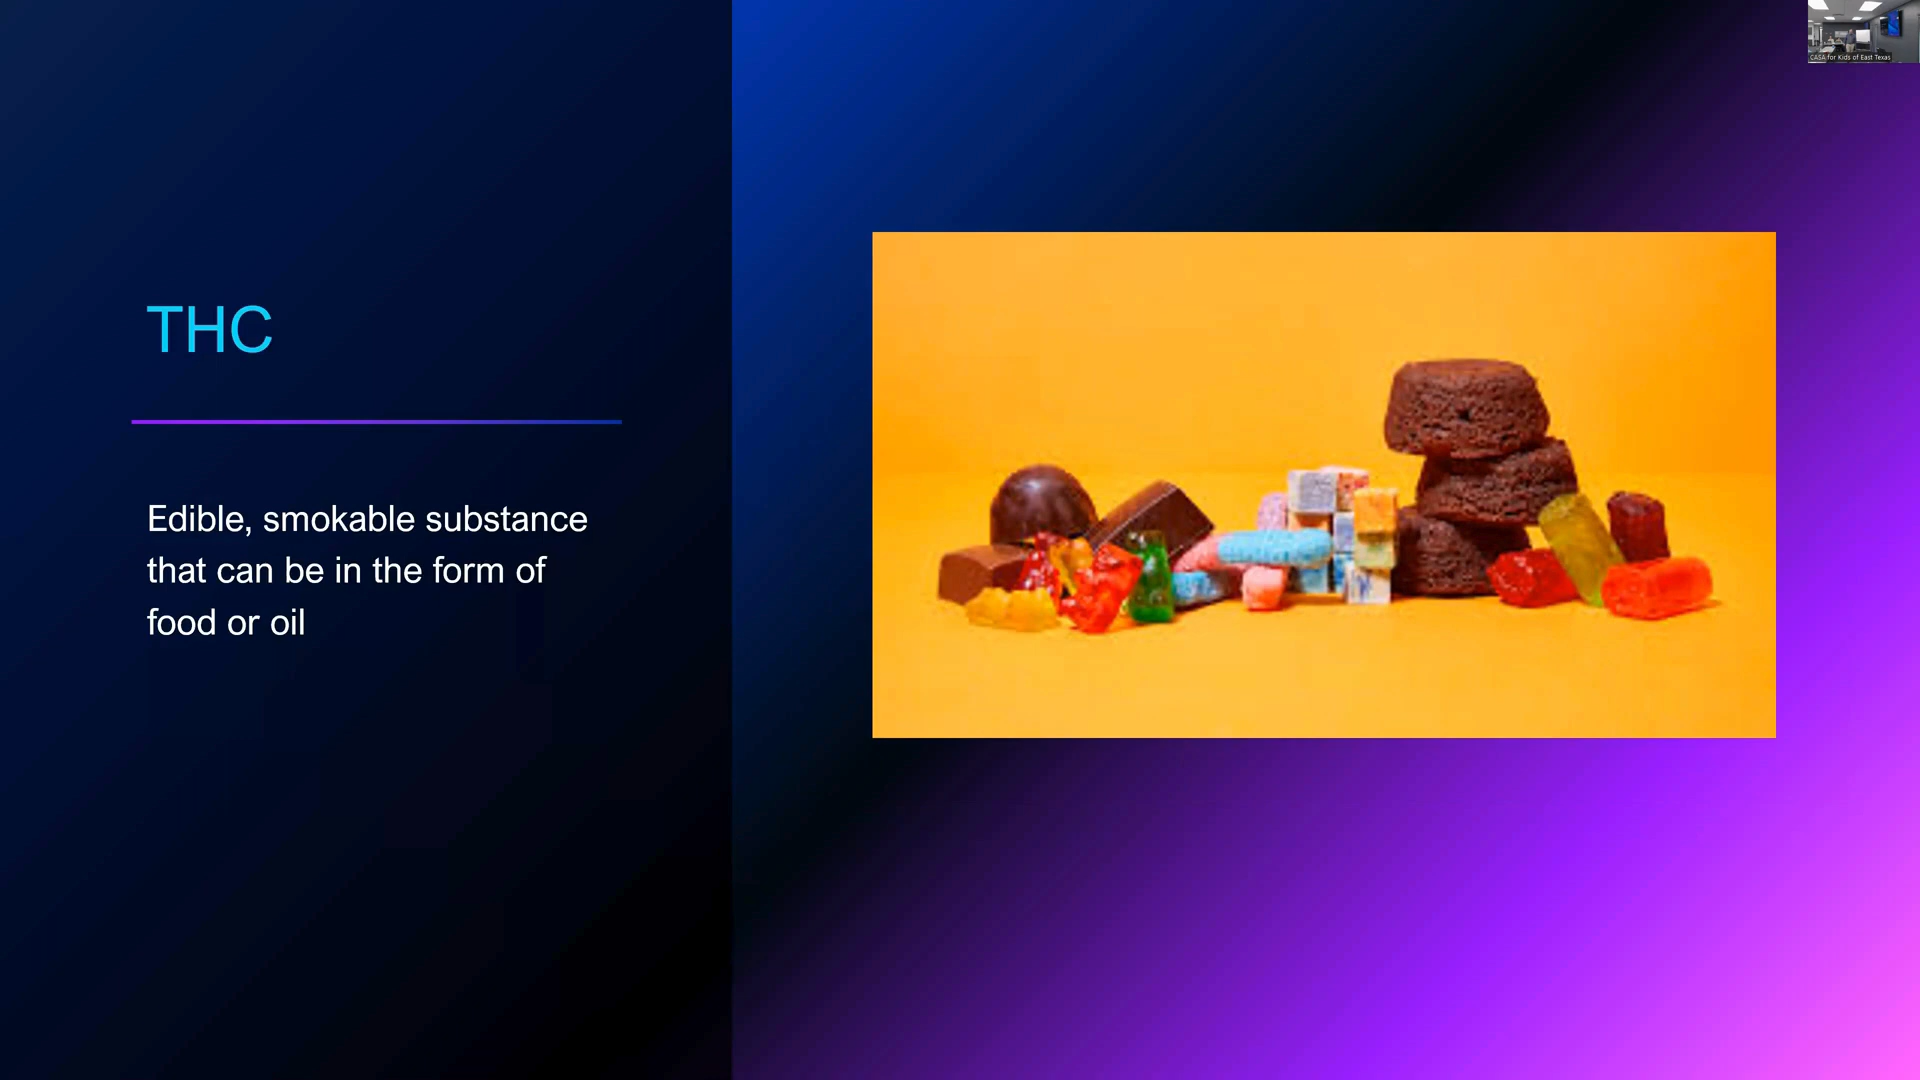 CASA for Kids of East Texas
THC
Edible, smokable substance
that can be in the form of
food or oil